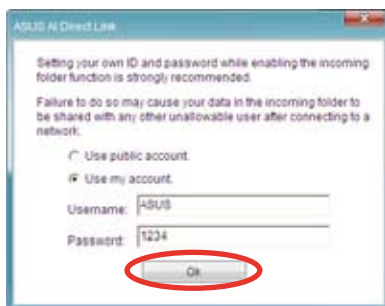 ASUS AI Direct Link
Setting your own ID and password while enabling the incoming
folder function is strongly recommended.
Failure to do so may cause your data in the incoming folder to
be shared with any other unallowable user after connecting to a
network.
Use public account.
Use my account.
Username: ASUS
Password: 1234
Ok